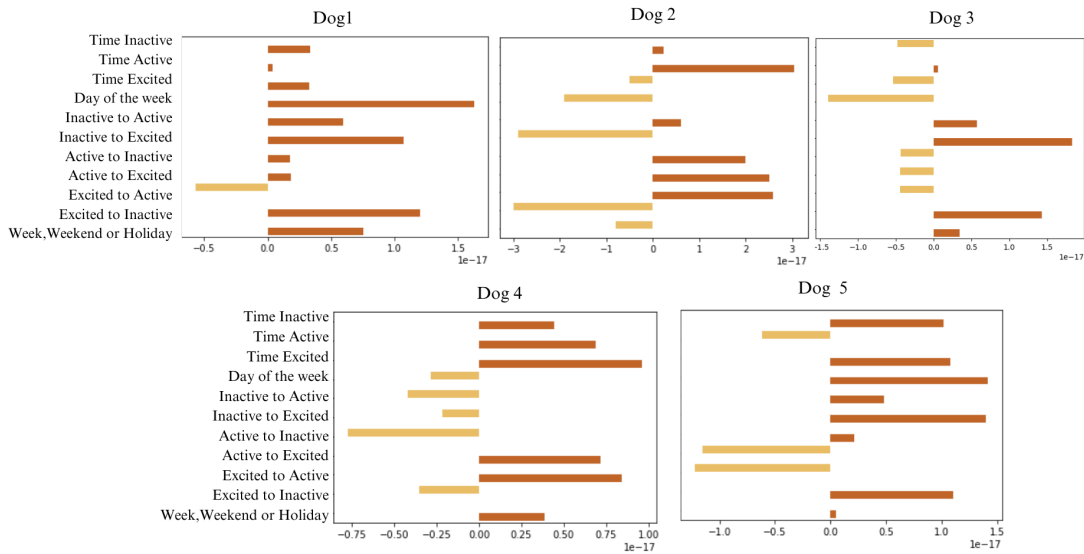 Dog1
Dog 2
Dog 3
Time Inactive
Time Active
Time Excited
Day of the week
Inactive to Active
Inactive to Excited
Active to Inactive
Active to Excited
Excited to Active
Excited to Inactive
Week,Weekend or Holiday
−0.5 0.0 0.5 1.0 1.5
1e−17
−3 −2 −1 0 1 2 3
1e−17
−1.5 −1.0 −0.5 0.0 0.5 1.0 1.5
1e−17
Dog 4
Dog 5
Time Inactive
Time Active
Time Excited
Day of the week
Inactive to Active
Inactive to Excited
Active to Inactive
Active to Excited
Excited to Active
Excited to Inactive
Week,Weekend or Holiday
−0.75 −0.50 −0.25 0.00 0.25 0.50 0.75 1.00
1e−17
−1.0 −0.5 0.0 0.5 1.0 1.5
1e−17